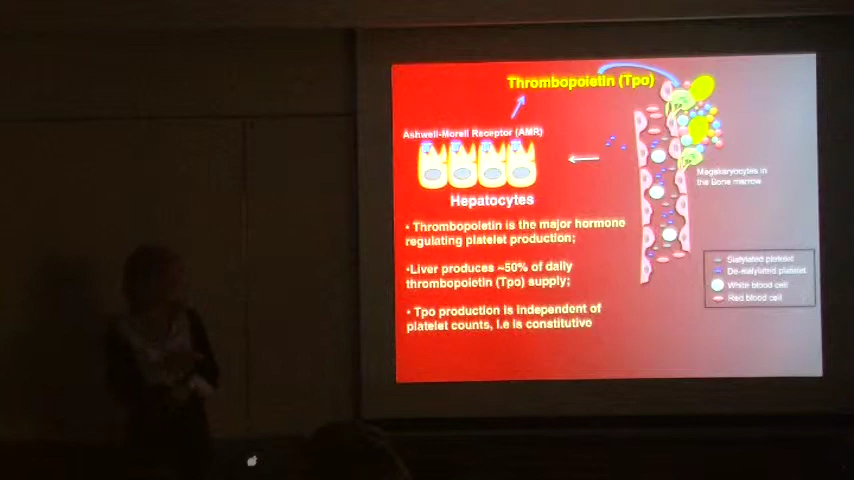 Thrombopoietin (Tpo)
Ashwell-Morell Receptor (AMR)
Hepatocytes
Megakaryocytes in
the Bone marrow
• Thrombopoietin is the major hormone
regulating platelet production;
•Liver produces ~50% of daily
thrombopoietin (Tpo) supply;
• Tpo production is independent of
platelet counts, i.e is constitutive
Sialylated platelet
De-sialylated platelet
White blood cell
Red blood cell